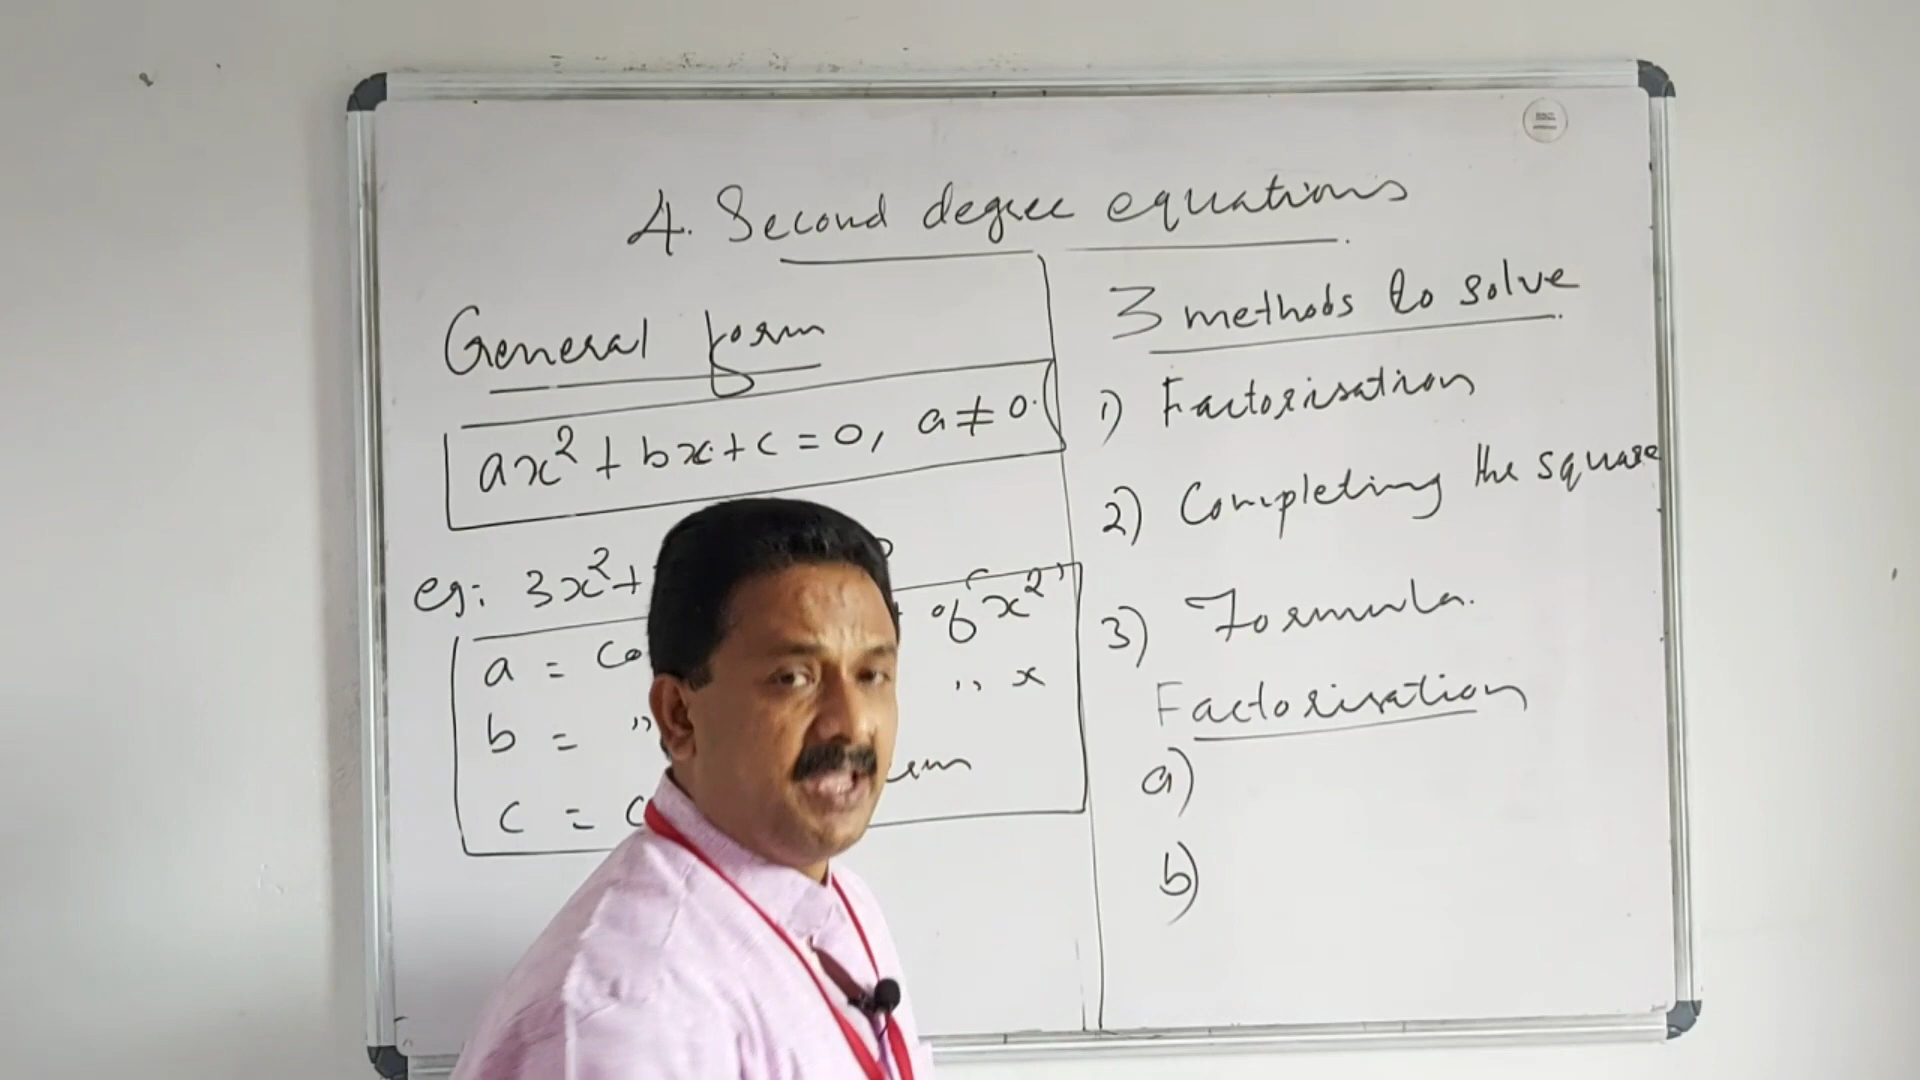 4. Second degree equations
General form
ax² + bx + c = 0, a ≠ 0.
eg: 3x² +
a = Co of x²
b = " " x
c = c
3 methods to solve
1) Factorisation
2) Completing the square
3) Formula.
Factorisation
a)
b)